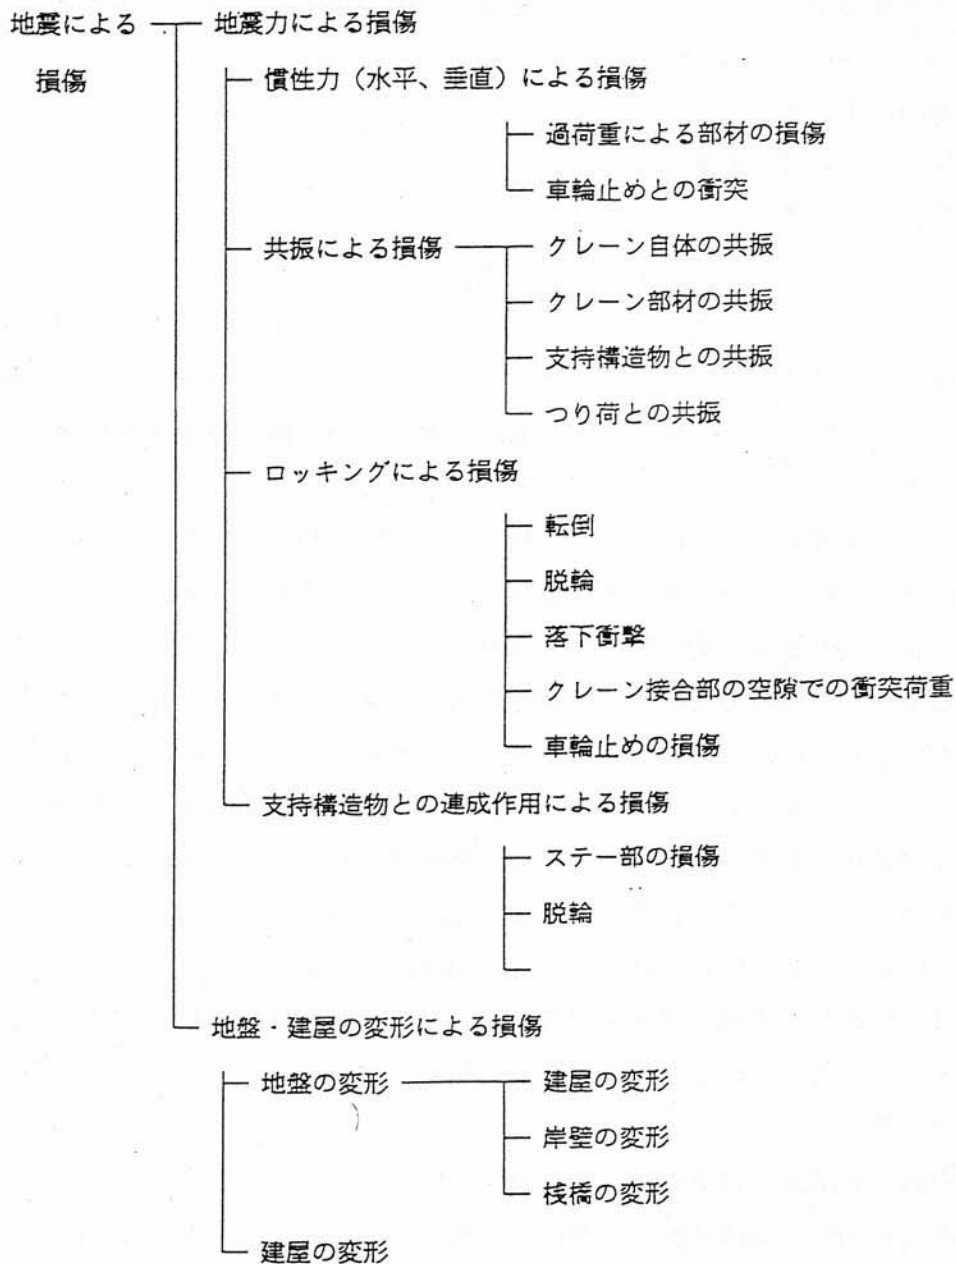 地震による
損傷
地震力による損傷
慣性力（水平、垂直）による損傷
過荷重による部材の損傷
車輪止めとの衝突
共振による損傷
クレーン自体の共振
クレーン部材の共振
支持構造物との共振
つり荷との共振
ロッキングによる損傷
転倒
脱輪
落下衝撃
クレーン接合部の空隙での衝突荷重
車輪止めの損傷
支持構造物との連成作用による損傷
ステー部の損傷
脱輪
地盤・建屋の変形による損傷
地盤の変形
建屋の変形
岸壁の変形
桟橋の変形
建屋の変形